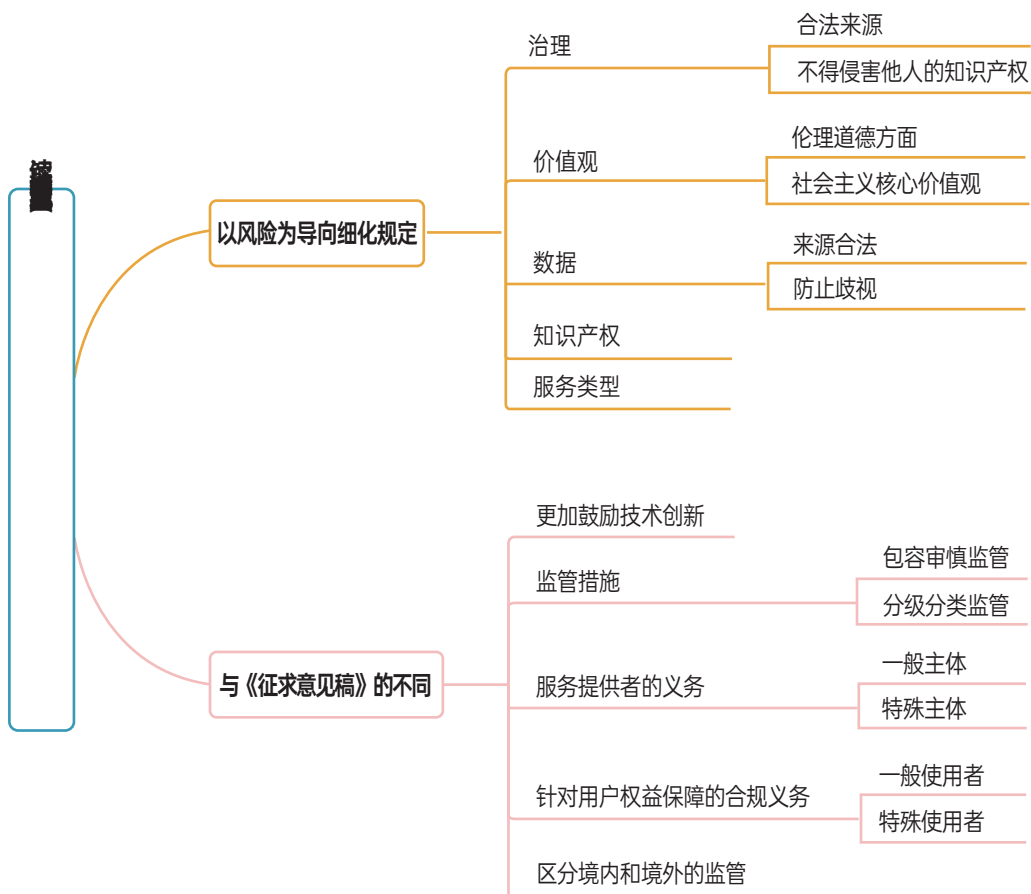 以风险为导向细化规定
治理
合法来源
不得侵害他人的知识产权
价值观
伦理道德方面
社会主义核心价值观
数据
来源合法
防止歧视
知识产权
服务类型
与《征求意见稿》的不同
更加鼓励技术创新
监管措施
包容审慎监管
分级分类监管
服务提供者的义务
一般主体
特殊主体
针对用户权益保障的合规义务
一般使用者
特殊使用者
区分境内和境外的监管